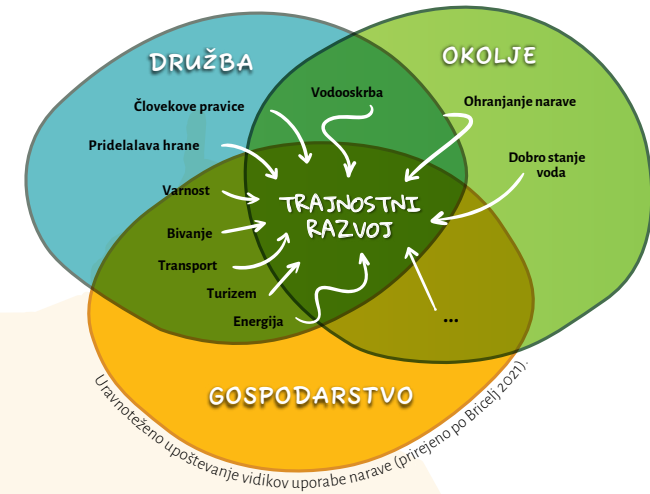 DRUŽBA
OKOLJE
Človekove pravice
Vodooskrba
Ohranjanje narave
Pridelalava hrane
Dobro stanje
voda
Varnost
TRAJNOSTNI
RAZVOJ
Bivanje
Transport
Turizem
Energija
...
GOSPODARSTVO
Uravnoteženo upoštevanje vidikov uporabe narave (prirejeno po Bricelj 2021).